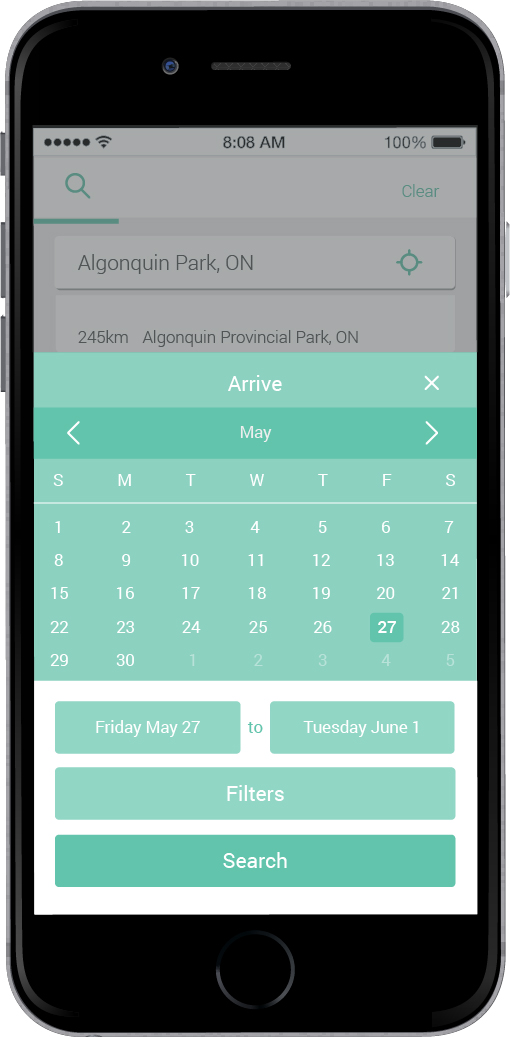 8:08 AM 100%
Clear
Algonquin Park, ON
245km Algonquin Provincial Park, ON
Arrive
May
S M T W T F S
1 2 3 4 5 6 7
8 9 10 11 12 13 14
15 16 17 18 19 20 21
22 23 24 25 26 27 28
29 30 1 2 3 4 5
Friday May 27 to Tuesday June 1
Filters
Search